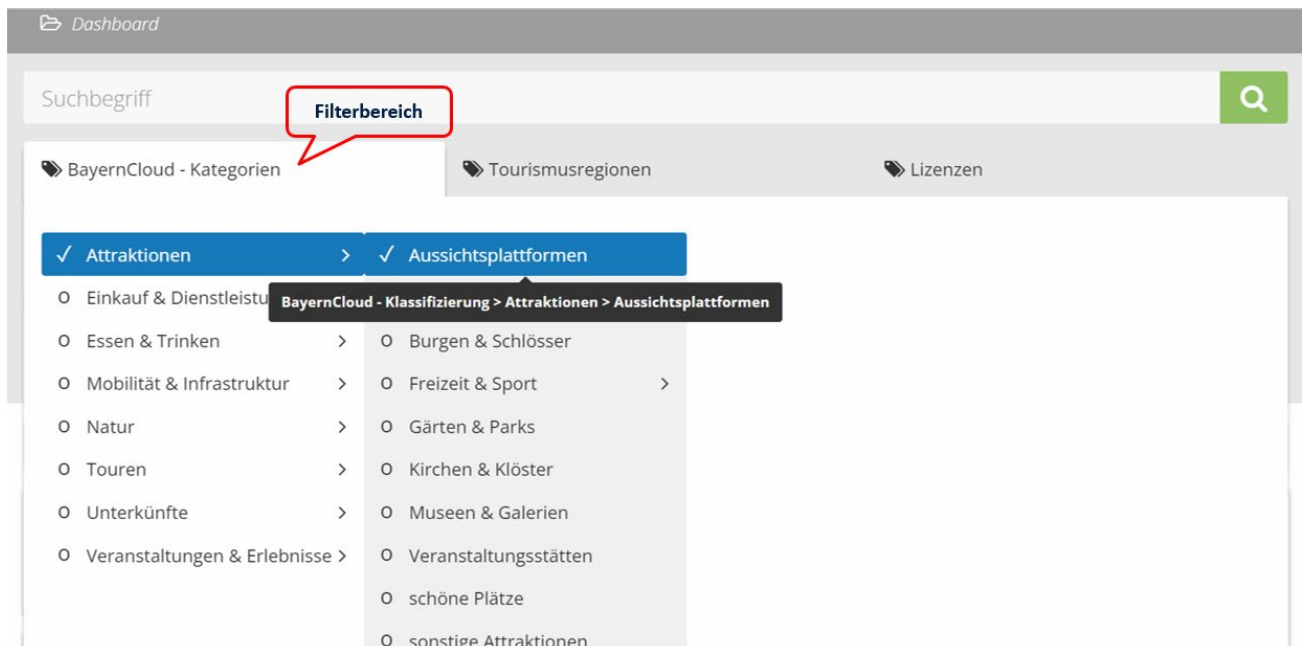 Dashboard
Suchbegriff
Filterbereich
BayernCloud - Kategorien
Tourismusregionen
Lizenzen
Attraktionen
Einkauf & Dienstleistu
Essen & Trinken
Mobilität & Infrastruktur
Natur
Touren
Unterkünfte
Veranstaltungen & Erlebnisse
Aussichtsplattformen
BayernCloud - Klassifizierung > Attraktionen > Aussichtsplattformen
Burgen & Schlösser
Freizeit & Sport
Gärten & Parks
Kirchen & Klöster
Museen & Galerien
Veranstaltungsstätten
schöne Plätze
sonstige Attraktionen